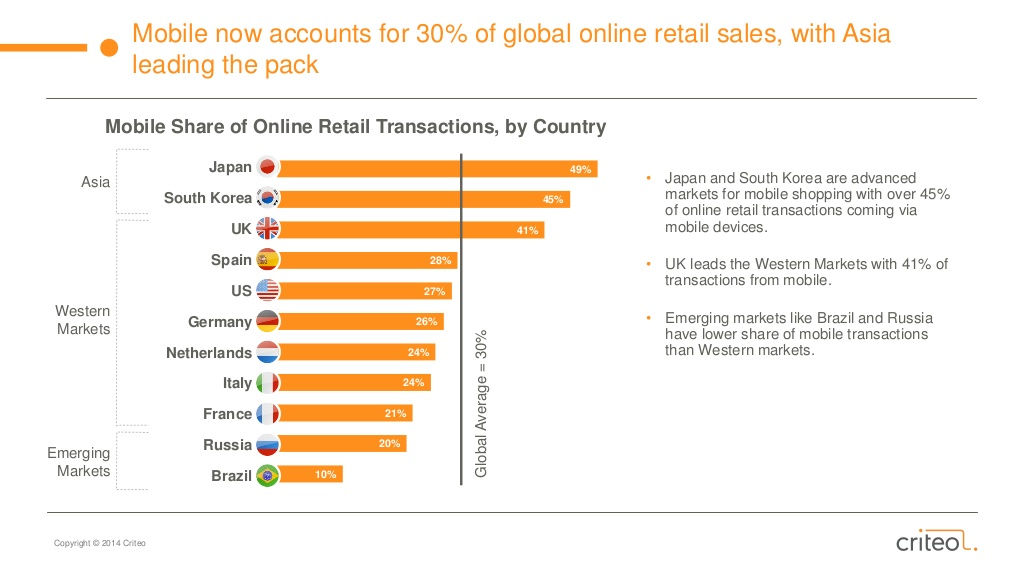 Mobile now accounts for 30% of global online retail sales, with Asia
leading the pack
Mobile Share of Online Retail Transactions, by Country
Asia
Japan 49%
South Korea 45%
Western
Markets
UK 41%
Spain 28%
US 27%
Germany 26%
Netherlands 24%
Italy 24%
France 21%
Emerging
Markets
Russia 20%
Brazil 10%
Global Average = 30%
• Japan and South Korea are advanced
markets for mobile shopping with over 45%
of online retail transactions coming via
mobile devices.
• UK leads the Western Markets with 41% of
transactions from mobile.
• Emerging markets like Brazil and Russia
have lower share of mobile transactions
than Western markets.
Copyright © 2014 Criteo
criteo